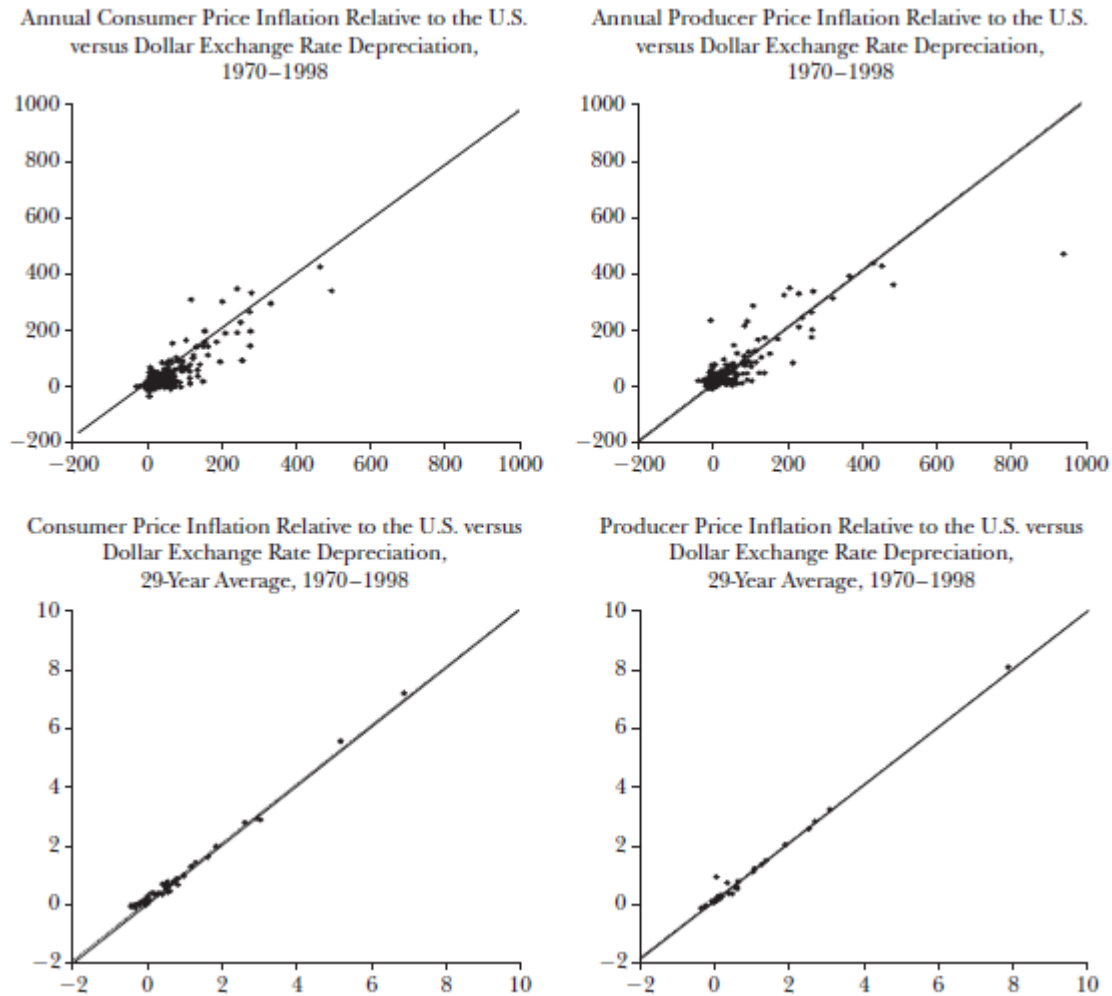 Annual Consumer Price Inflation Relative to the U.S.
versus Dollar Exchange Rate Depreciation,
1970–1998
1000
800
600
400
200
0
−200
−200 0 200 400 600 800 1000
Annual Producer Price Inflation Relative to the U.S.
versus Dollar Exchange Rate Depreciation,
1970–1998
1000
800
600
400
200
0
−200
−200 0 200 400 600 800 1000
Consumer Price Inflation Relative to the U.S. versus
Dollar Exchange Rate Depreciation,
29-Year Average, 1970–1998
10
8
6
4
2
0
−2
−2 0 2 4 6 8 10
Producer Price Inflation Relative to the U.S. versus
Dollar Exchange Rate Depreciation,
29-Year Average, 1970–1998
10
8
6
4
2
0
−2
−2 0 2 4 6 8 10